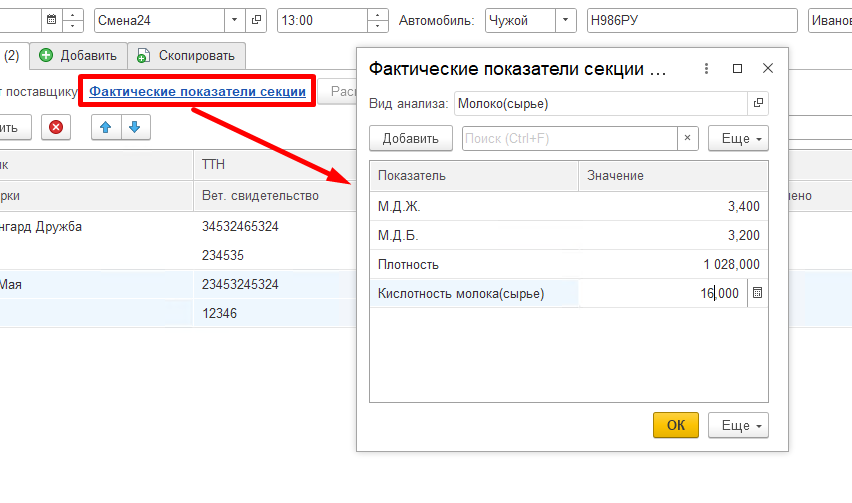 Смена24 13:00 Автомобиль: Чужой Н986РУ Иванов
(2) Добавить Скопировать
т поставщику Фактические показатели секции Рас
ить
к ТТН
рки Вет. свидетельство ено
нгард Дружба 34532465324
234535
Мая 23453245324
12346
Фактические показатели секции ...
Вид анализа: Молоко(сырье)
Добавить Поиск (Ctrl+F) × Еще
Показатель Значение
М.Д.Ж. 3,400
М.Д.Б. 3,200
Плотность 1 028,000
Кислотность молока(сырье) 16,000
ОК Еще